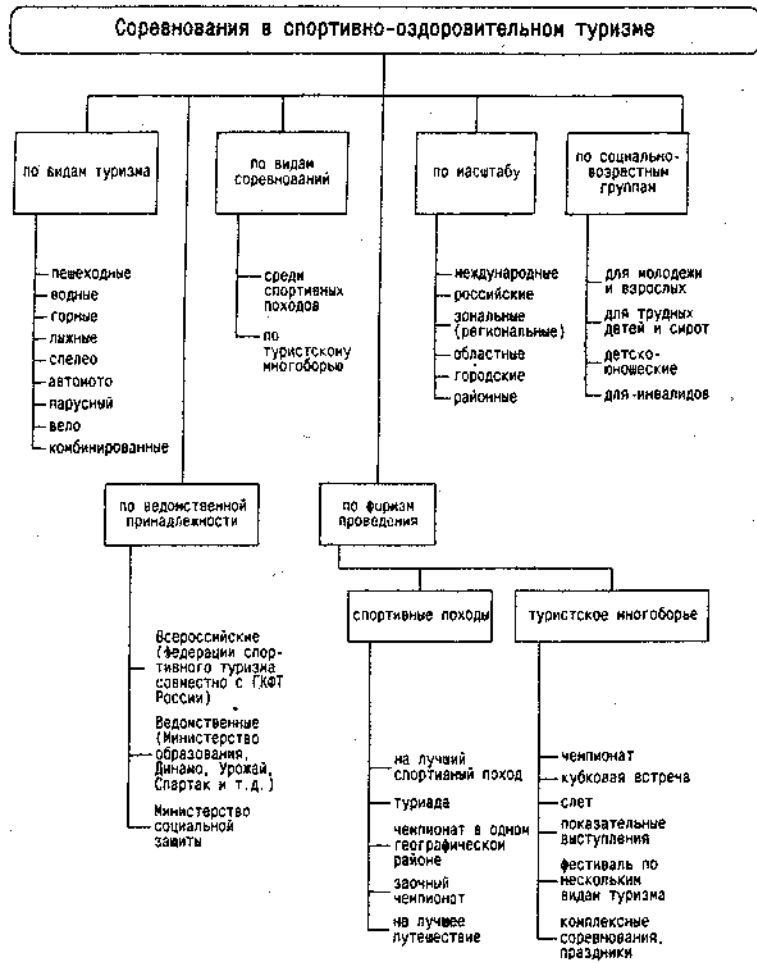 Соревнования в спортивно-оздоровительном туризме
по видам туризма
пешеходные
водные
горные
лыжные
спелео
автомото
парусный
вело
комбинированные
по видам
соревнований
среди
спортивных
походов
по
туристскому
многоборью
по масштабу
международные
российские
зональные
(региональные)
областные
городские
районные
по социально-
возрастным
группам
для молодежи
и взрослых
для трудных
детей и сирот
детско-
юношеские
для инвалидов
по ведомственной
принадлежности
Всероссийские
(федерации спор-
тивного туризма
совместно с ГКФТ
России)
Ведомственные
(Министерство
образования,
Динамо, Урожай,
Спартак и т.д.)
Министерство
социальной
защиты
по формам
проведения
спортивные походы
на лучший
спортивный поход
туриада
чемпионат в одном
географическом
районе
заочный
чемпионат
на лучшее
путешествие
туристское многоборье
чемпионат
кубковая встреча
слет
показательные
выступления
фестиваль по
нескольким
видам туризма
комплексные
соревнования,
праздники